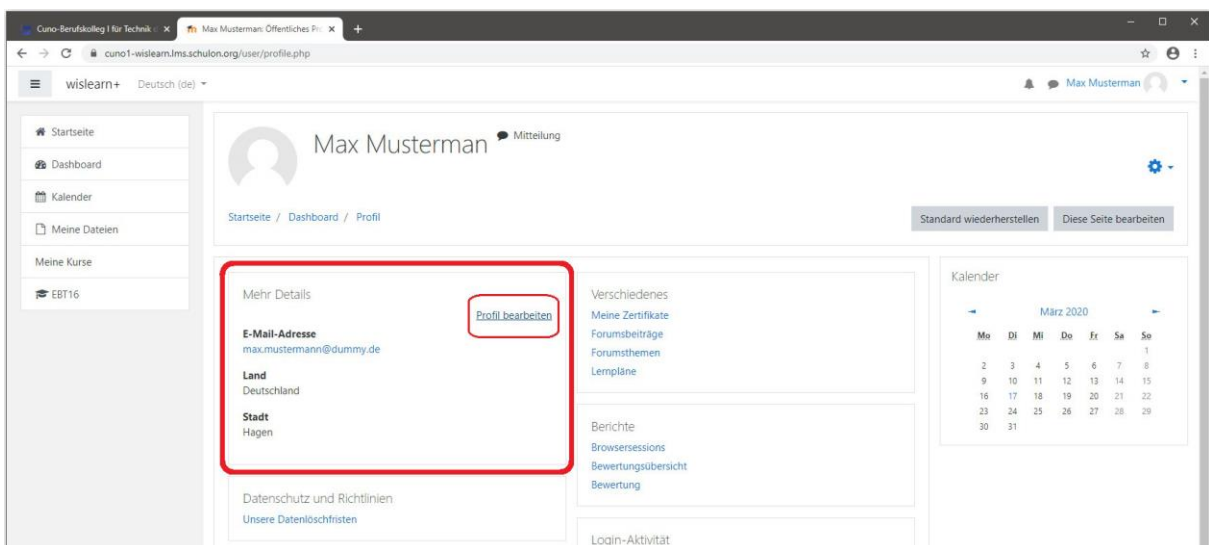 Cuno-Berufskolleg I für Technik
Max Musterman: Öffentliches Pr
cuno1-wislearn.lms.schulon.org/user/profile.php
wislearn+ Deutsch (de)
Max Musterman
Startseite
Dashboard
Kalender
Meine Dateien
Meine Kurse
EBT16
Max Musterman Mitteilung
Startseite / Dashboard / Profil
Standard wiederherstellen Diese Seite bearbeiten
Mehr Details
Profil bearbeiten
E-Mail-Adresse
max.mustermann@dummy.de
Land
Deutschland
Stadt
Hagen
Datenschutz und Richtlinien
Unsere Datenlöschfristen
Verschiedenes
Meine Zertifikate
Forumsbeiträge
Forumsthemen
Lernpläne
Berichte
Browsersessions
Bewertungsübersicht
Bewertung
Login-Aktivität
Kalender
März 2020
Mo Di Mi Do Fr Sa So
1
2 3 4 5 6 7 8
9 10 11 12 13 14 15
16 17 18 19 20 21 22
23 24 25 26 27 28 29
30 31